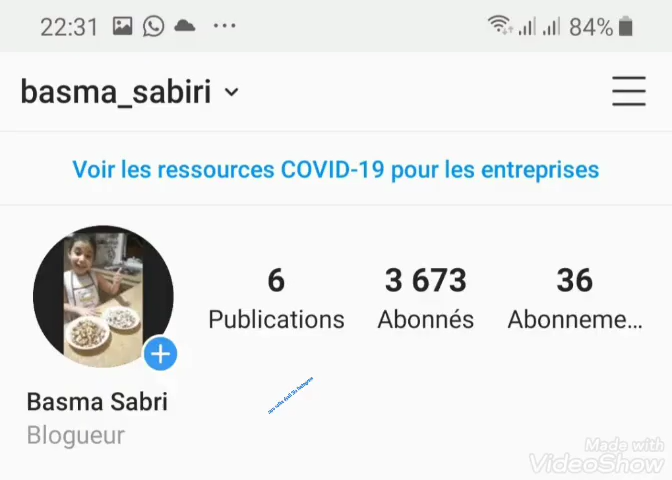 22:31 84%
basma_sabiri
Voir les ressources COVID-19 pour les entreprises
6 3 673 36
Publications Abonnés Abonneme...
Basma Sabri
Blogueur
Made with
VideoShow